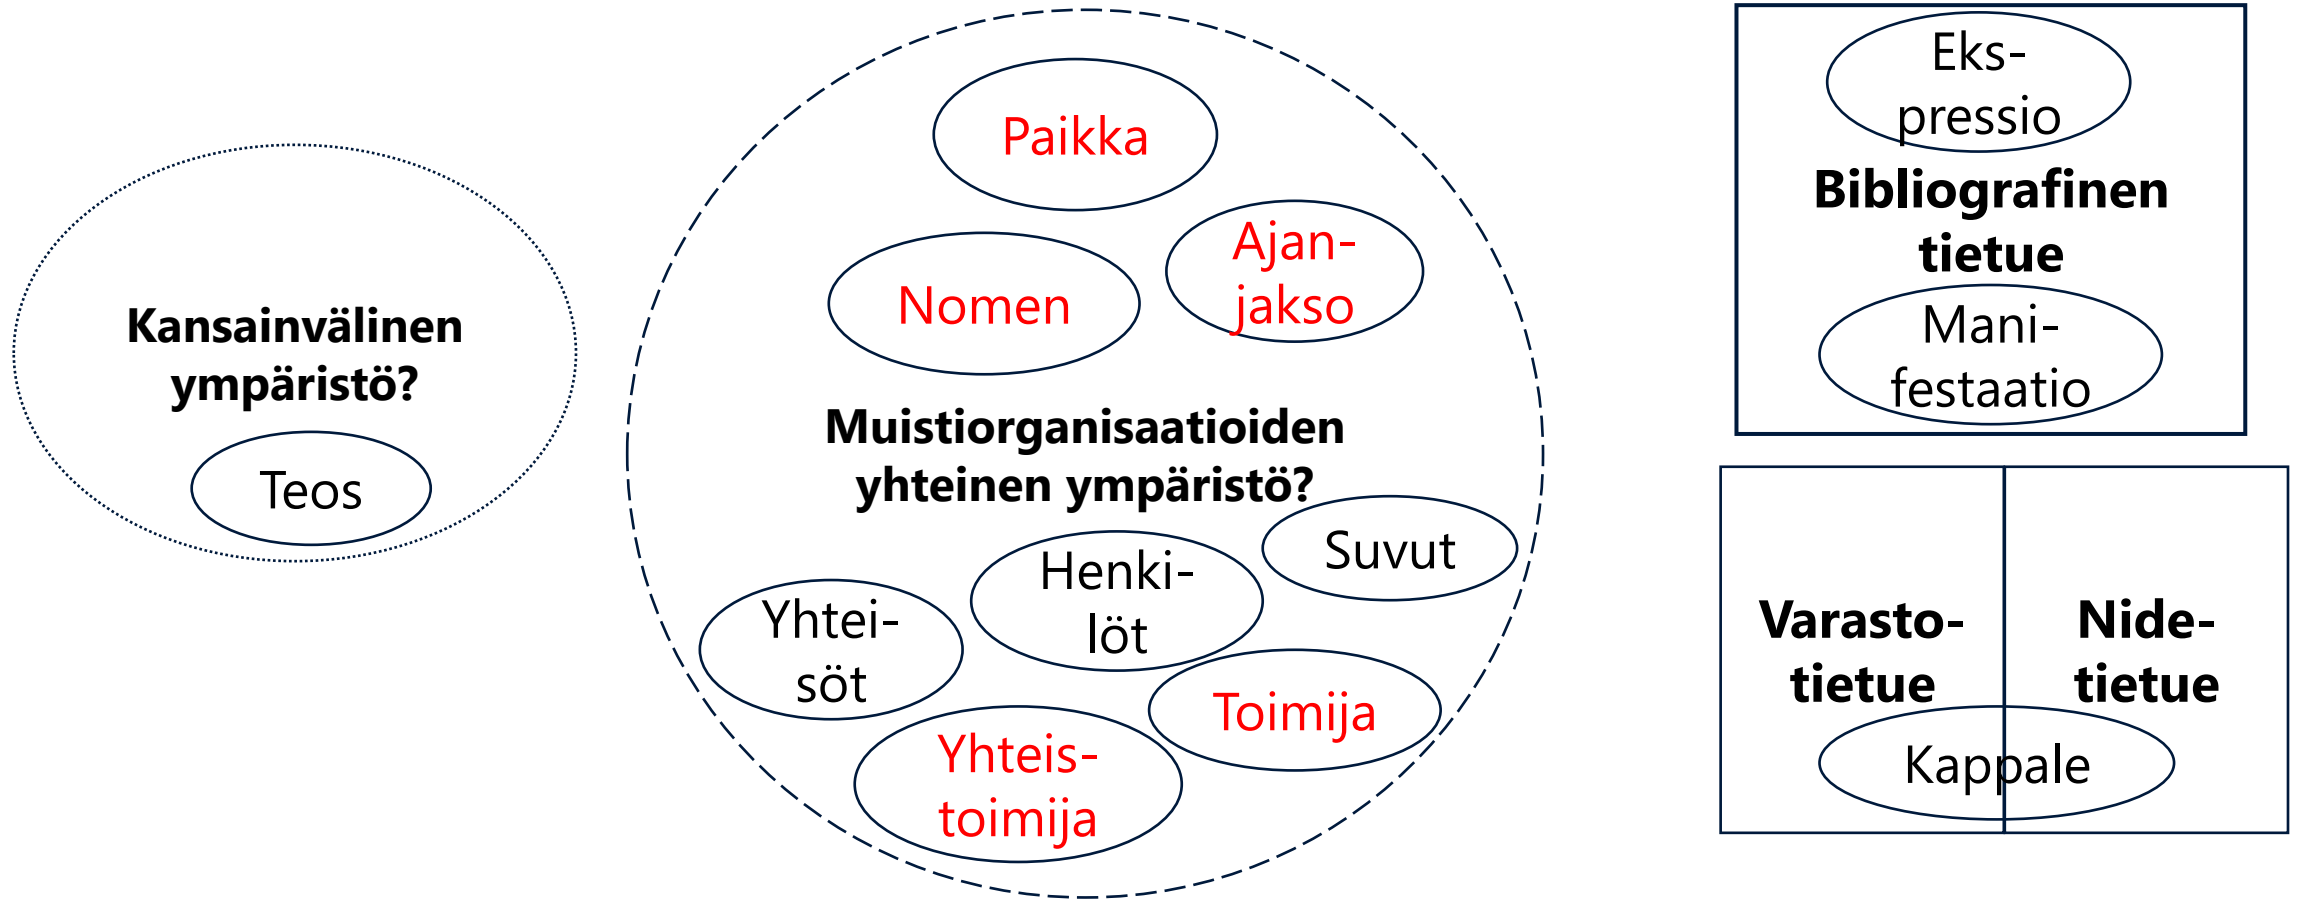 Kansainvälinen
ympäristö?
Teos
Paikka
Ajan-
jakso
Nomen
Muistiorganisaatioiden
yhteinen ympäristö?
Suvut
Henki-
löt
Yhtei-
söt
Toimija
Yhteis-
toimija
Eks-
pressio
Bibliografinen
tietue
Mani-
festaatio
Varasto-
tietue
Nide-
tietue
Kappale